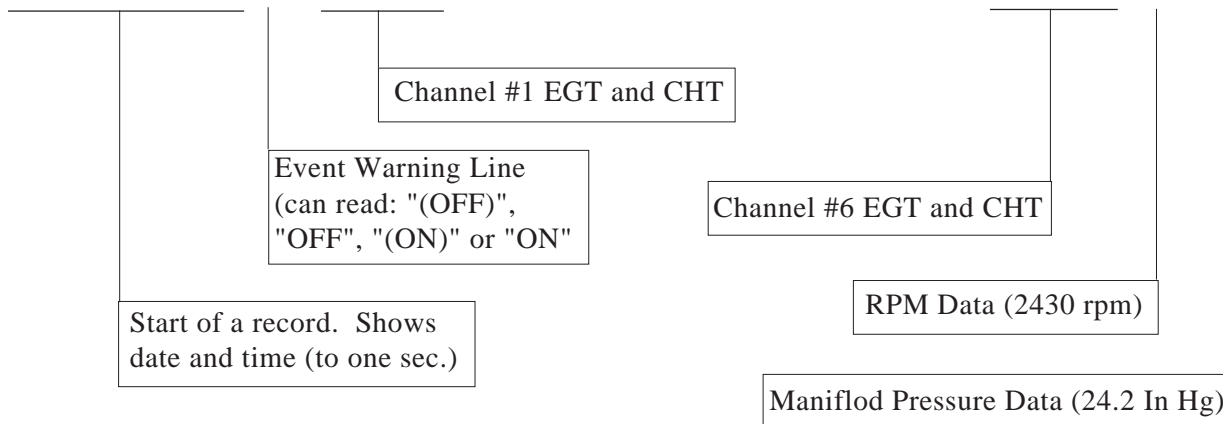 Channel #1 EGT and CHT
Event Warning Line
(can read: "(OFF)",
"OFF", "(ON)" or "ON"
Channel #6 EGT and CHT
RPM Data (2430 rpm)
Start of a record. Shows
date and time (to one sec.)
Maniflod Pressure Data (24.2 In Hg)